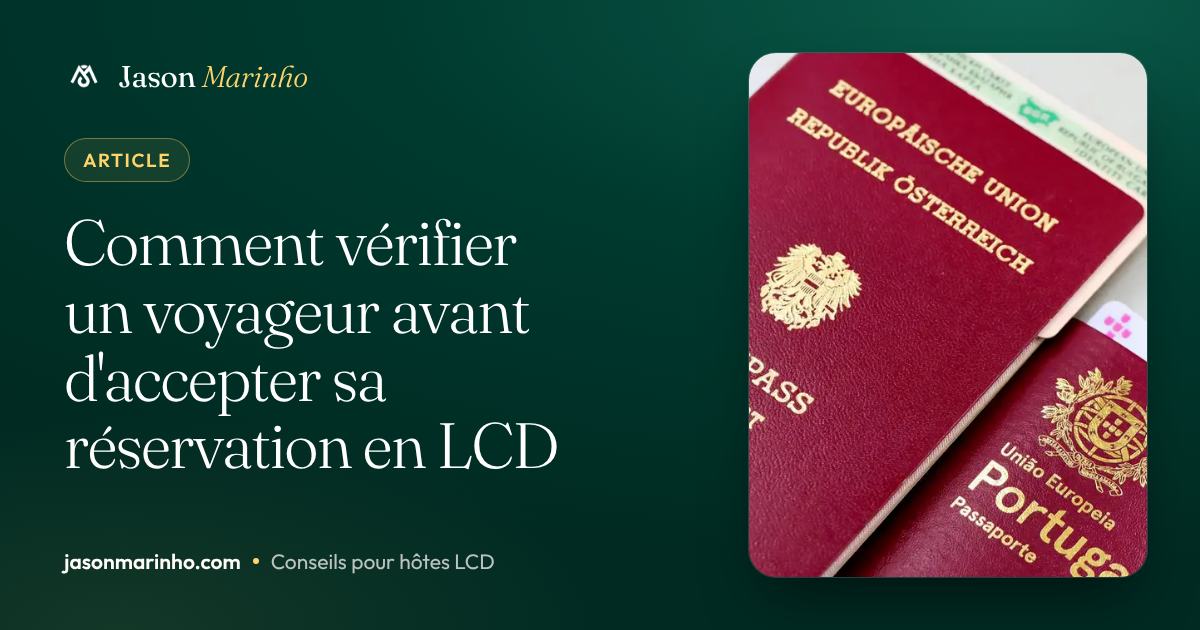 Jason Marinho
ARTICLE
Comment vérifier
un voyageur avant
d'accepter sa
réservation en LCD
jasonmarinho.com • Conseils pour hôtes LCD
EUROPÄISCHE UNION
REPUBLIK ÖSTERREICH
PASS
BGR
União Europeia
Portuga
Passaporte